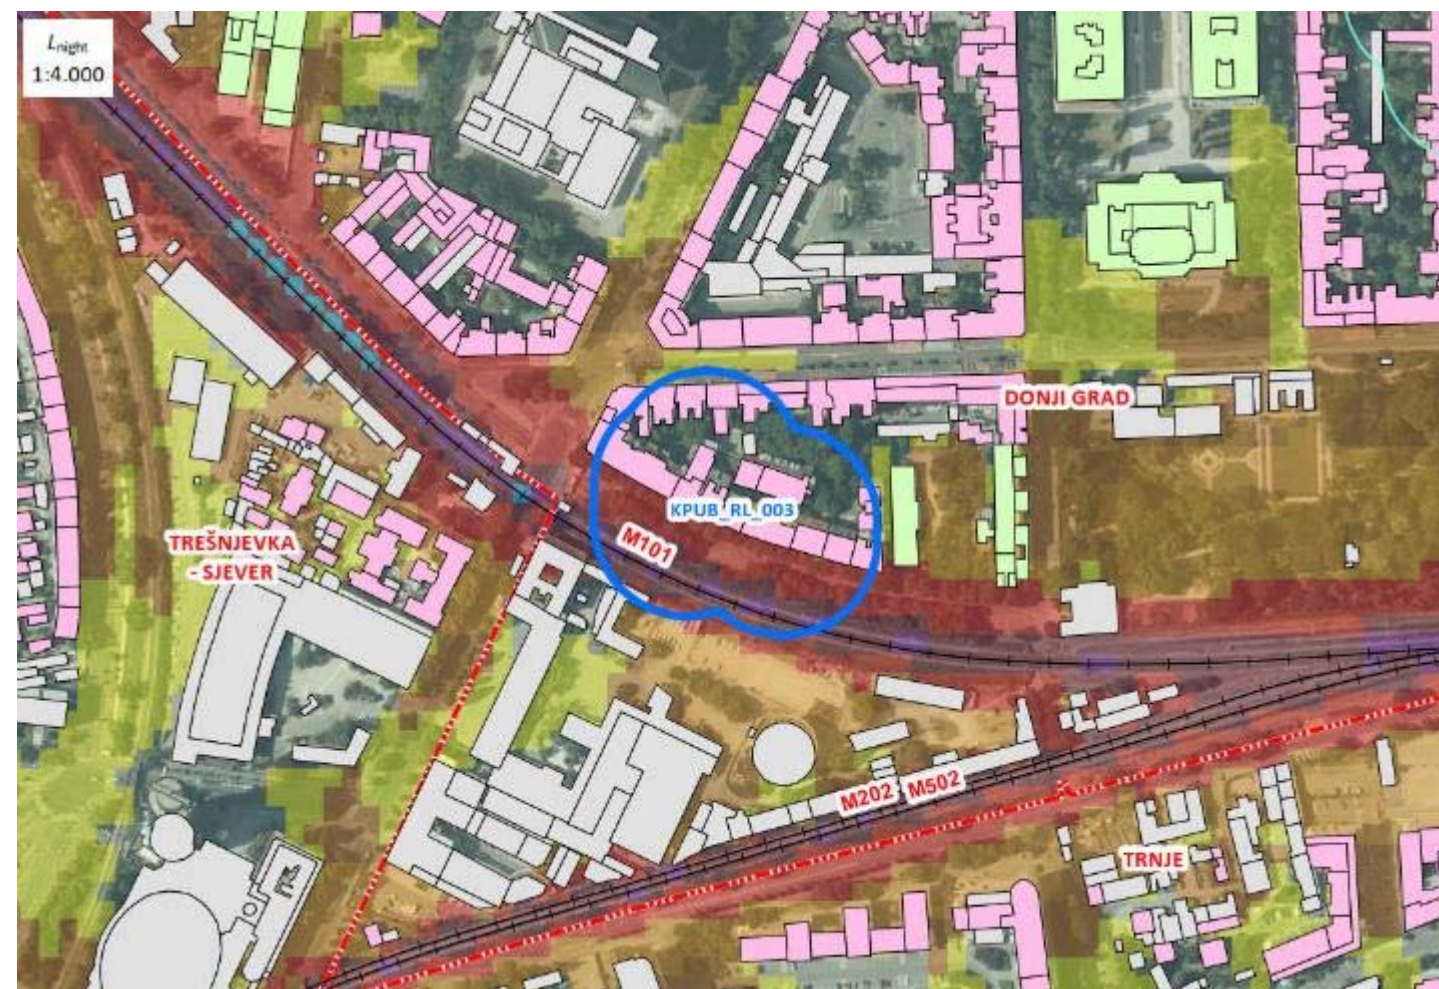 Lnight
1:4.000
DONJI GRAD
KPUB_RL_003
M101
TREŠNJEVKA
- SJEVER
M202 M502
TRNJE